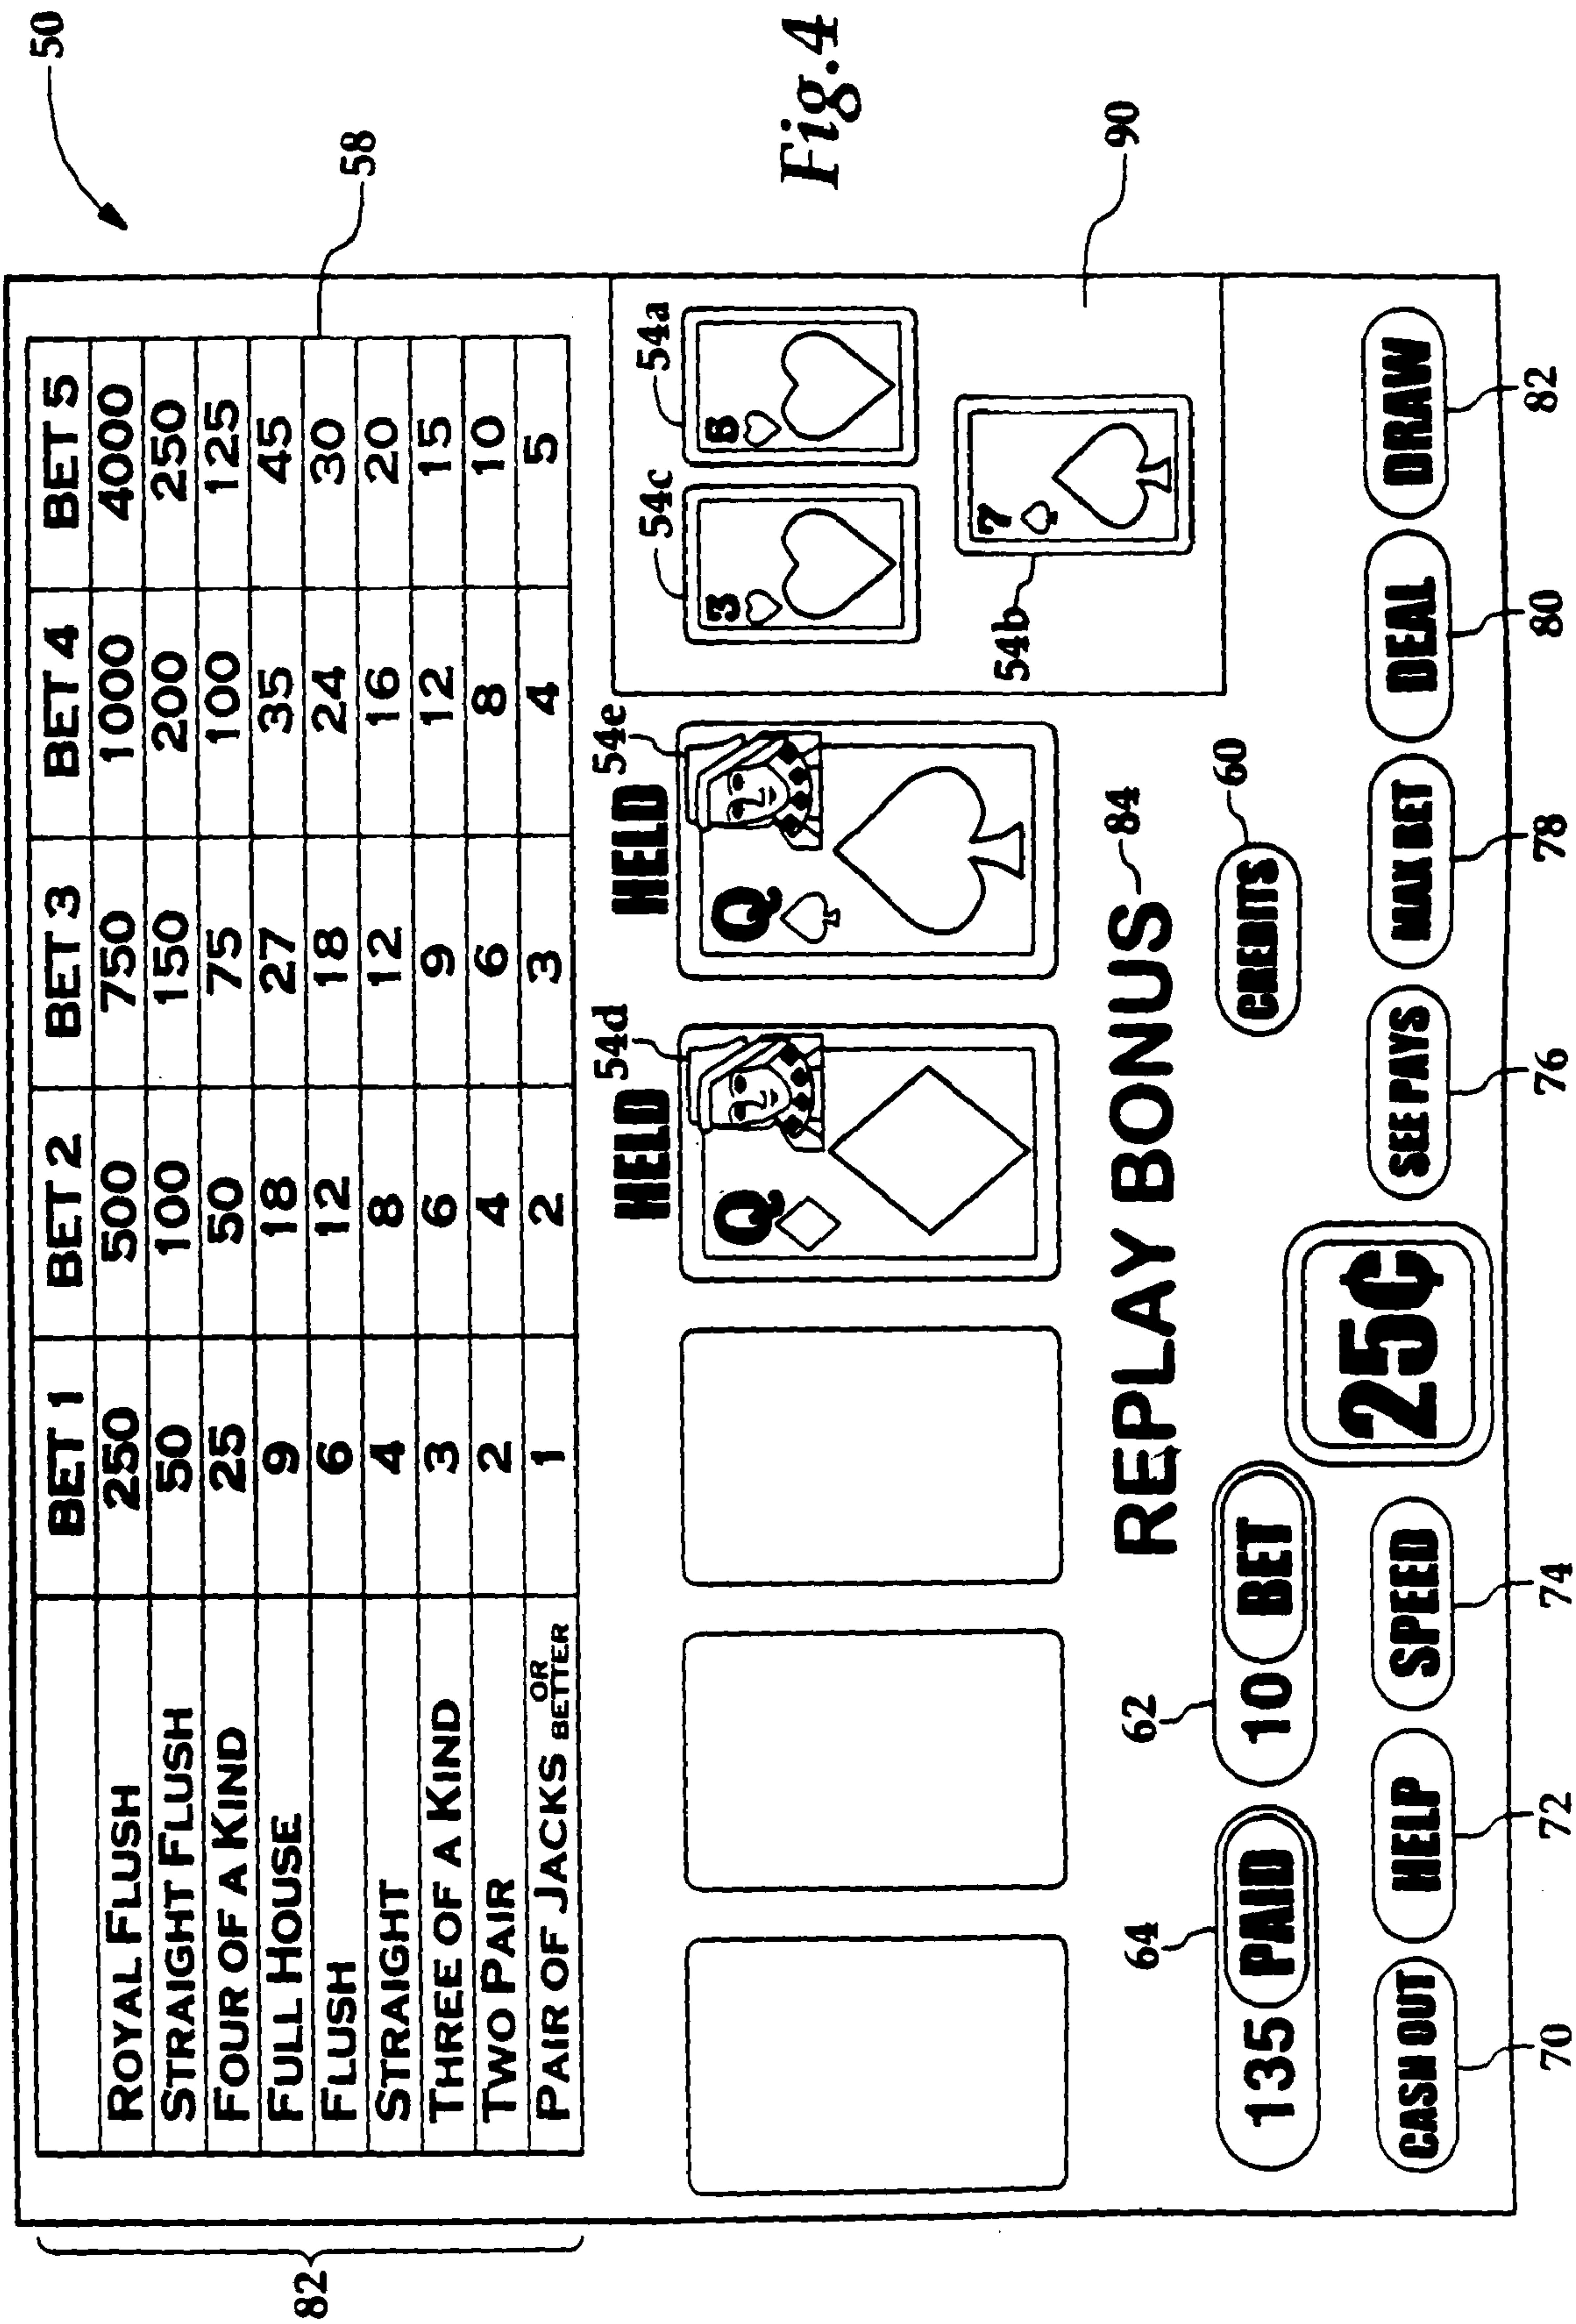 50
BET 1 BET 2 BET 3 BET 4 BET 5
ROYAL FLUSH 250 500 750 1000 4000
STRAIGHT FLUSH 50 100 150 200 250
FOUR OF A KIND 25 50 75 100 125
FULL HOUSE 9 18 27 35 45
FLUSH 6 12 18 24 30
STRAIGHT 4 8 12 16 20
THREE OF A KIND 3 6 9 12 15
TWO PAIR 2 4 6 8 10
PAIR OF JACKS OR BETTER 1 2 3 4 5
82
58
HELD 54d
HELD 54e
54c
54a
Q
Q
3
5
7
54b
Fig.4
90
REPLAY BONUS 84
64
62
60
135 PAID
10 BET
CREDITS
25¢
CASH OUT
HELP
SPEED
SEE PAYS
MAX BET
DEAL
DRAW
70
72
74
76
78
80
82